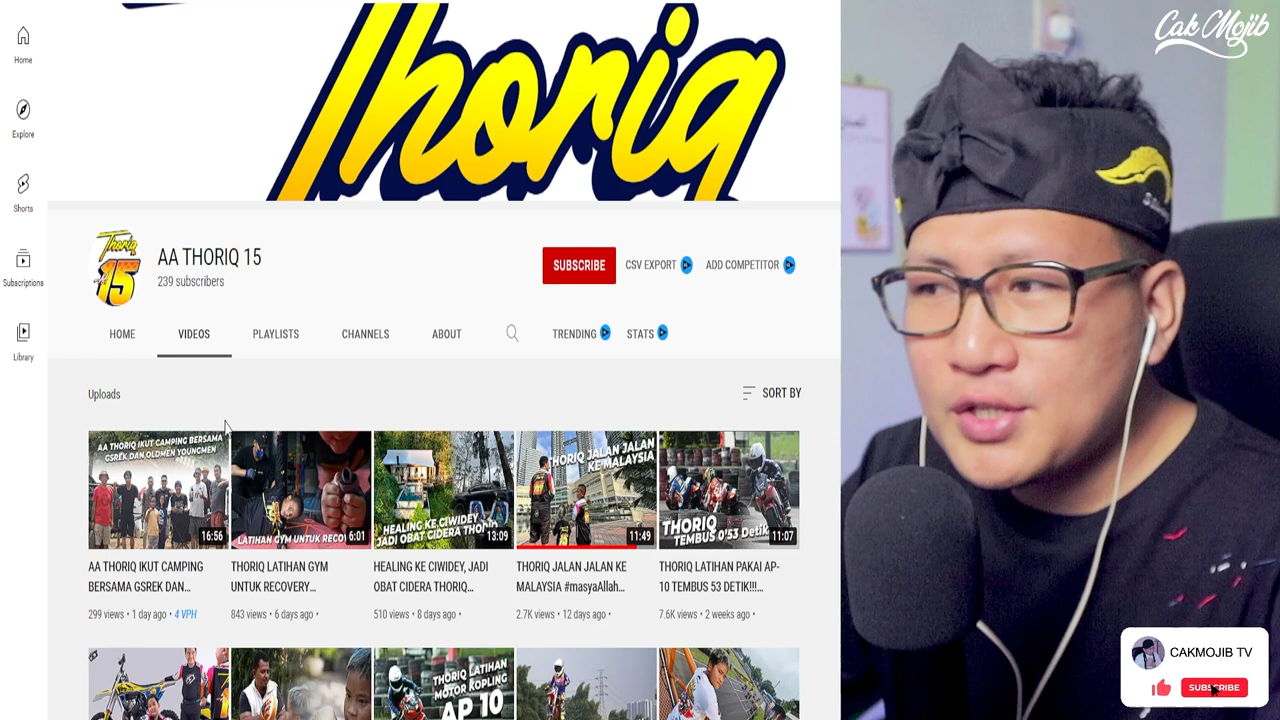 Cak Mojib
Thoriq
Home
Explore
Shorts
Subscriptions
Library
Thoriq
15
AA THORIQ 15
239 subscribers
SUBSCRIBE
CSV EXPORT
ADD COMPETITOR
HOME
VIDEOS
PLAYLISTS
CHANNELS
ABOUT
TRENDING
STATS
Uploads
SORT BY
AA THORIQ IKUT CAMPING BERSAMA
GSREK DAN OLDMEN YOUNGMEN
16:56
LATIHAN GYM UNTUK RECO
6:01
HEALING KE CIWIDEY
JADI OBAT CIDERA THORIQ
13:09
THORIQ JALAN JALAN
KE MALAYSIA
11:49
THORIQ
TEMBUS 0'53 Detik
11:07
AA THORIQ IKUT CAMPING
BERSAMA GSREK DAN...
299 views • 1 day ago • 4 VPH
THORIQ LATIHAN GYM
UNTUK RECOVERY...
843 views • 6 days ago •
HEALING KE CIWIDEY, JADI
OBAT CIDERA THORIQ...
510 views • 8 days ago •
THORIQ JALAN JALAN KE
MALAYSIA #masyaAllah...
2.7K views • 12 days ago •
THORIQ LATIHAN PAKAI AP-
10 TEMBUS 53 DETIK!!!...
7.6K views • 2 weeks ago •
THORIQ LATIHAN
MOTOR KOPLING
AP 10
CAKMOJIB TV
SUBSCRIBE